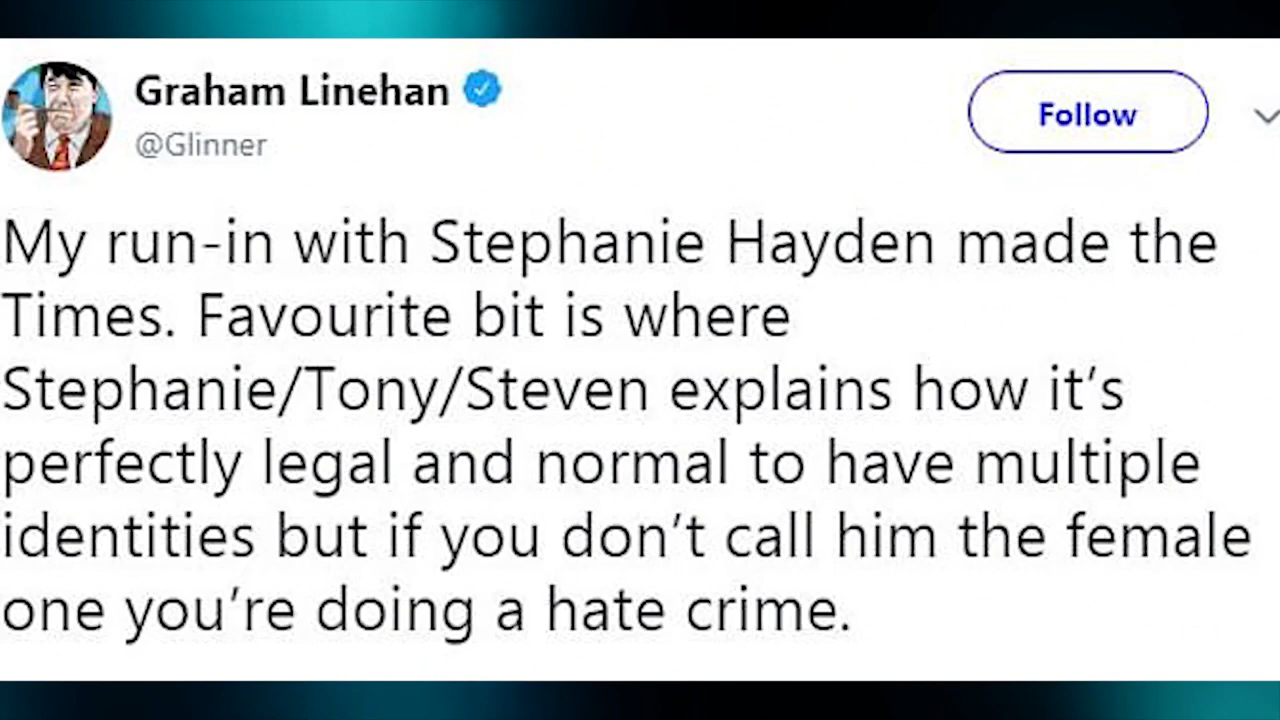 Graham Linehan
@Glinner
Follow
My run-in with Stephanie Hayden made the
Times. Favourite bit is where
Stephanie/Tony/Steven explains how it's
perfectly legal and normal to have multiple
identities but if you don't call him the female
one you're doing a hate crime.